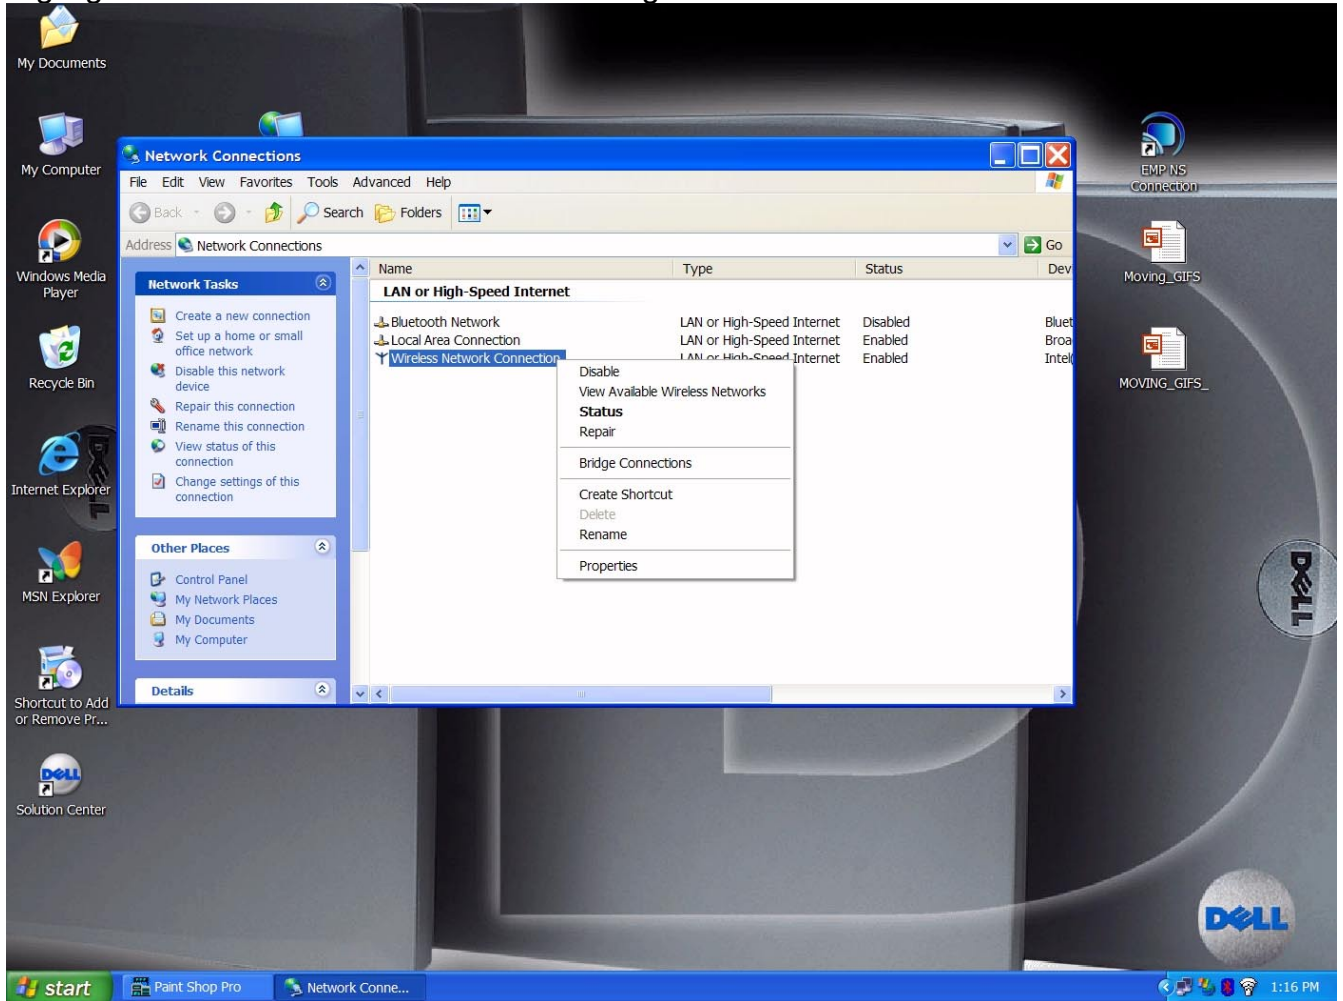 My Documents
My Computer
Windows Media
Player
Recycle Bin
Internet Explorer
MSN Explorer
Shortcut to Add
or Remove Pr...
Solution Center
EMP NS
Connection
Moving_GIFS
MOVING_GIFS_
Network Connections
File Edit View Favorites Tools Advanced Help
Back Search Folders
Address Network Connections Go
Network Tasks
Create a new connection
Set up a home or small
office network
Disable this network
device
Repair this connection
Rename this connection
View status of this
connection
Change settings of this
connection
Other Places
Control Panel
My Network Places
My Documents
My Computer
Details
Name Type Status Dev
LAN or High-Speed Internet
Bluetooth Network LAN or High-Speed Internet Disabled Bluet
Local Area Connection LAN or High-Speed Internet Enabled Broa
Wireless Network Connection LAN or High-Speed Internet Enabled Intel(
Disable
View Available Wireless Networks
Status
Repair
Bridge Connections
Create Shortcut
Delete
Rename
Properties
DELL
DELL
DELL
DELL
start Paint Shop Pro Network Conne... 1:16 PM